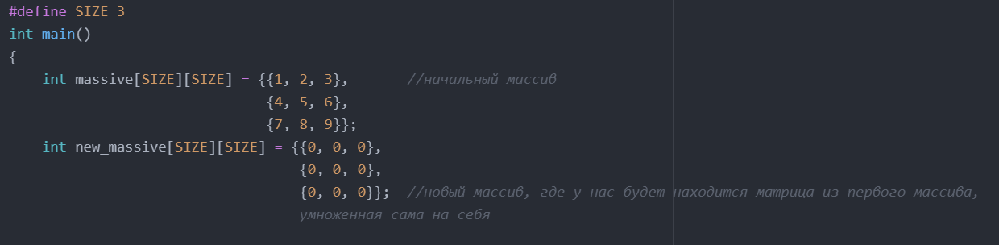 #define SIZE 3
int main()
{
    int massive[SIZE][SIZE] = {{1, 2, 3},       //начальный массив
                               {4, 5, 6},
                               {7, 8, 9}};
    int new_massive[SIZE][SIZE] = {{0, 0, 0},
                                   {0, 0, 0},
                                   {0, 0, 0}};  //новый массив, где у нас будет находится матрица из первого массива,
                                   умноженная сама на себя